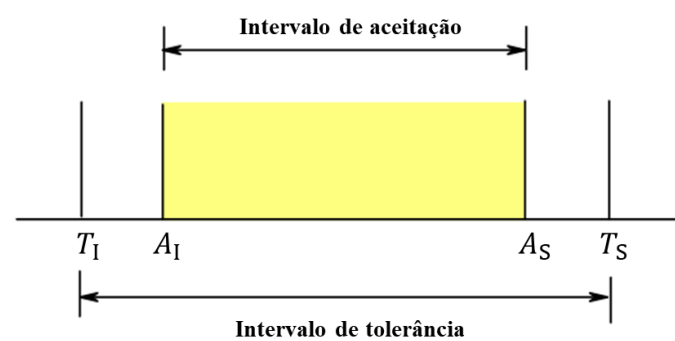 Intervalo de aceitação
T_I A_I A_S T_S
Intervalo de tolerância